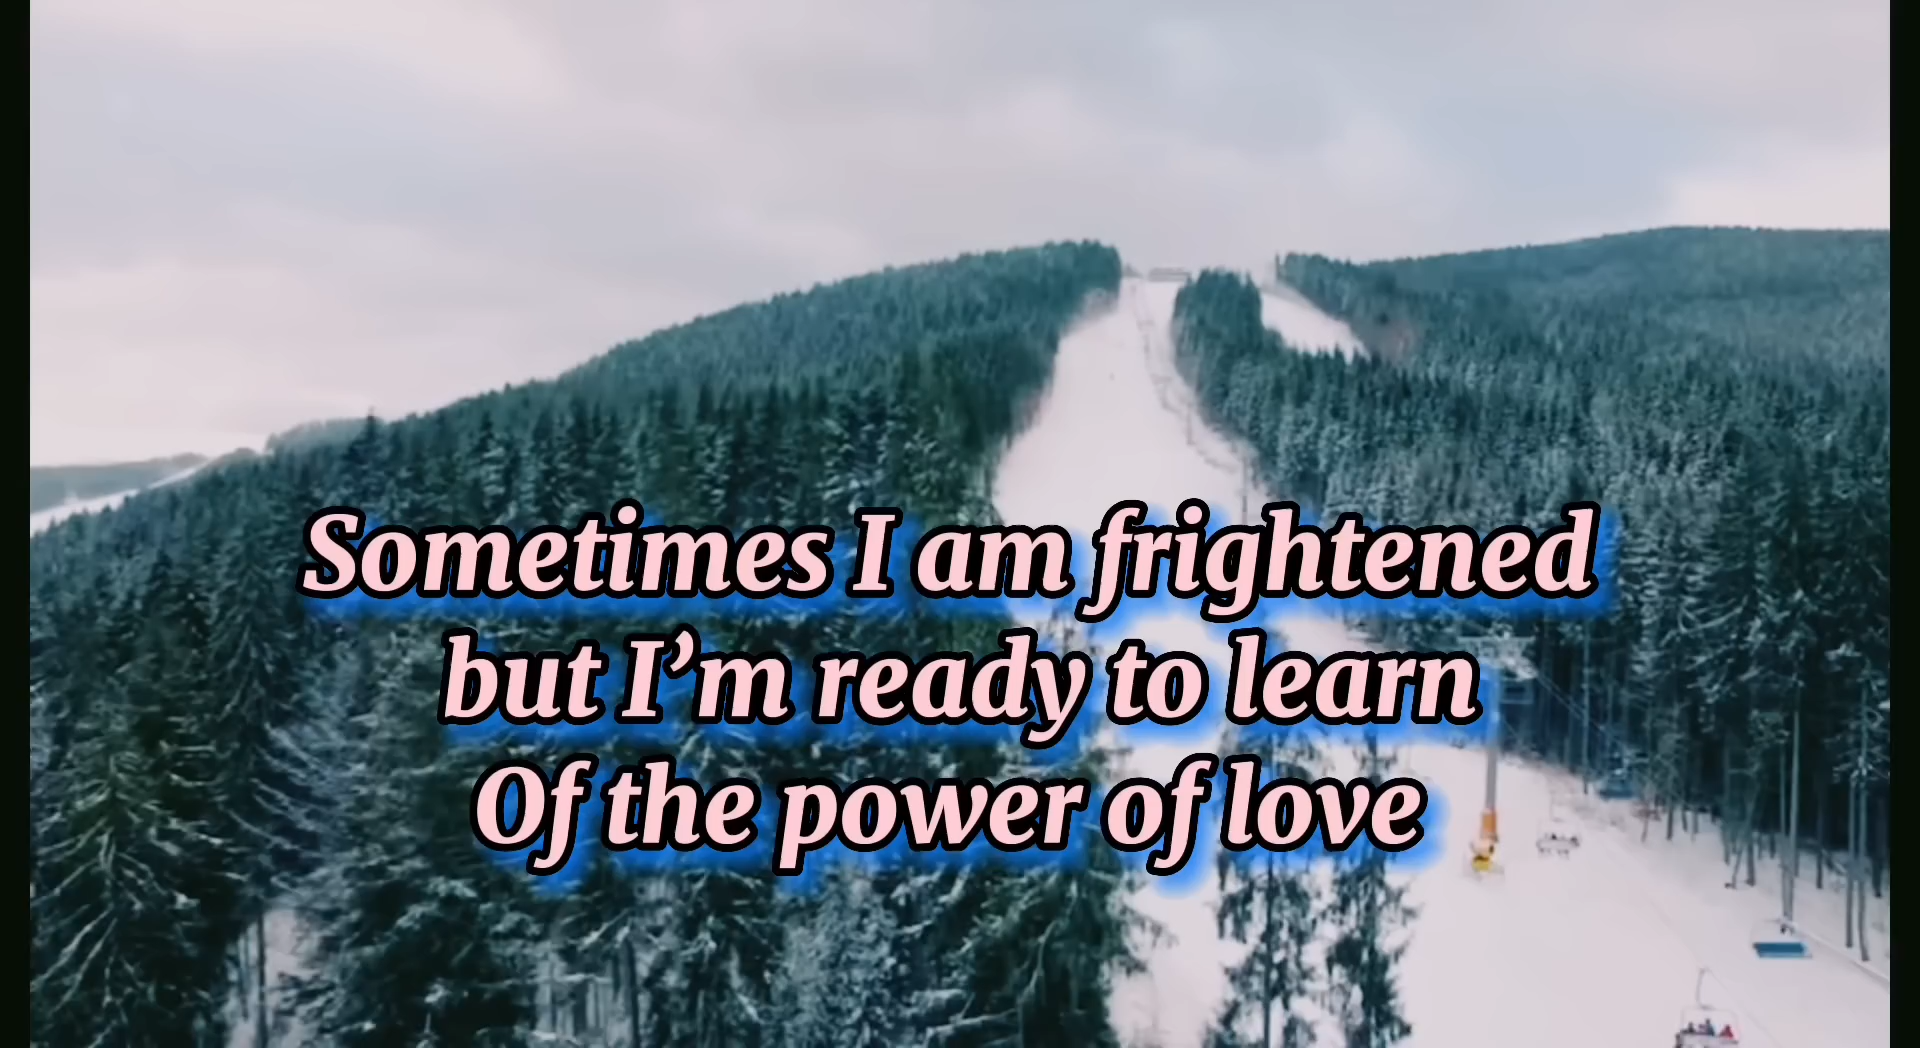 Sometimes I am frightened
but I’m ready to learn
Of the power of love